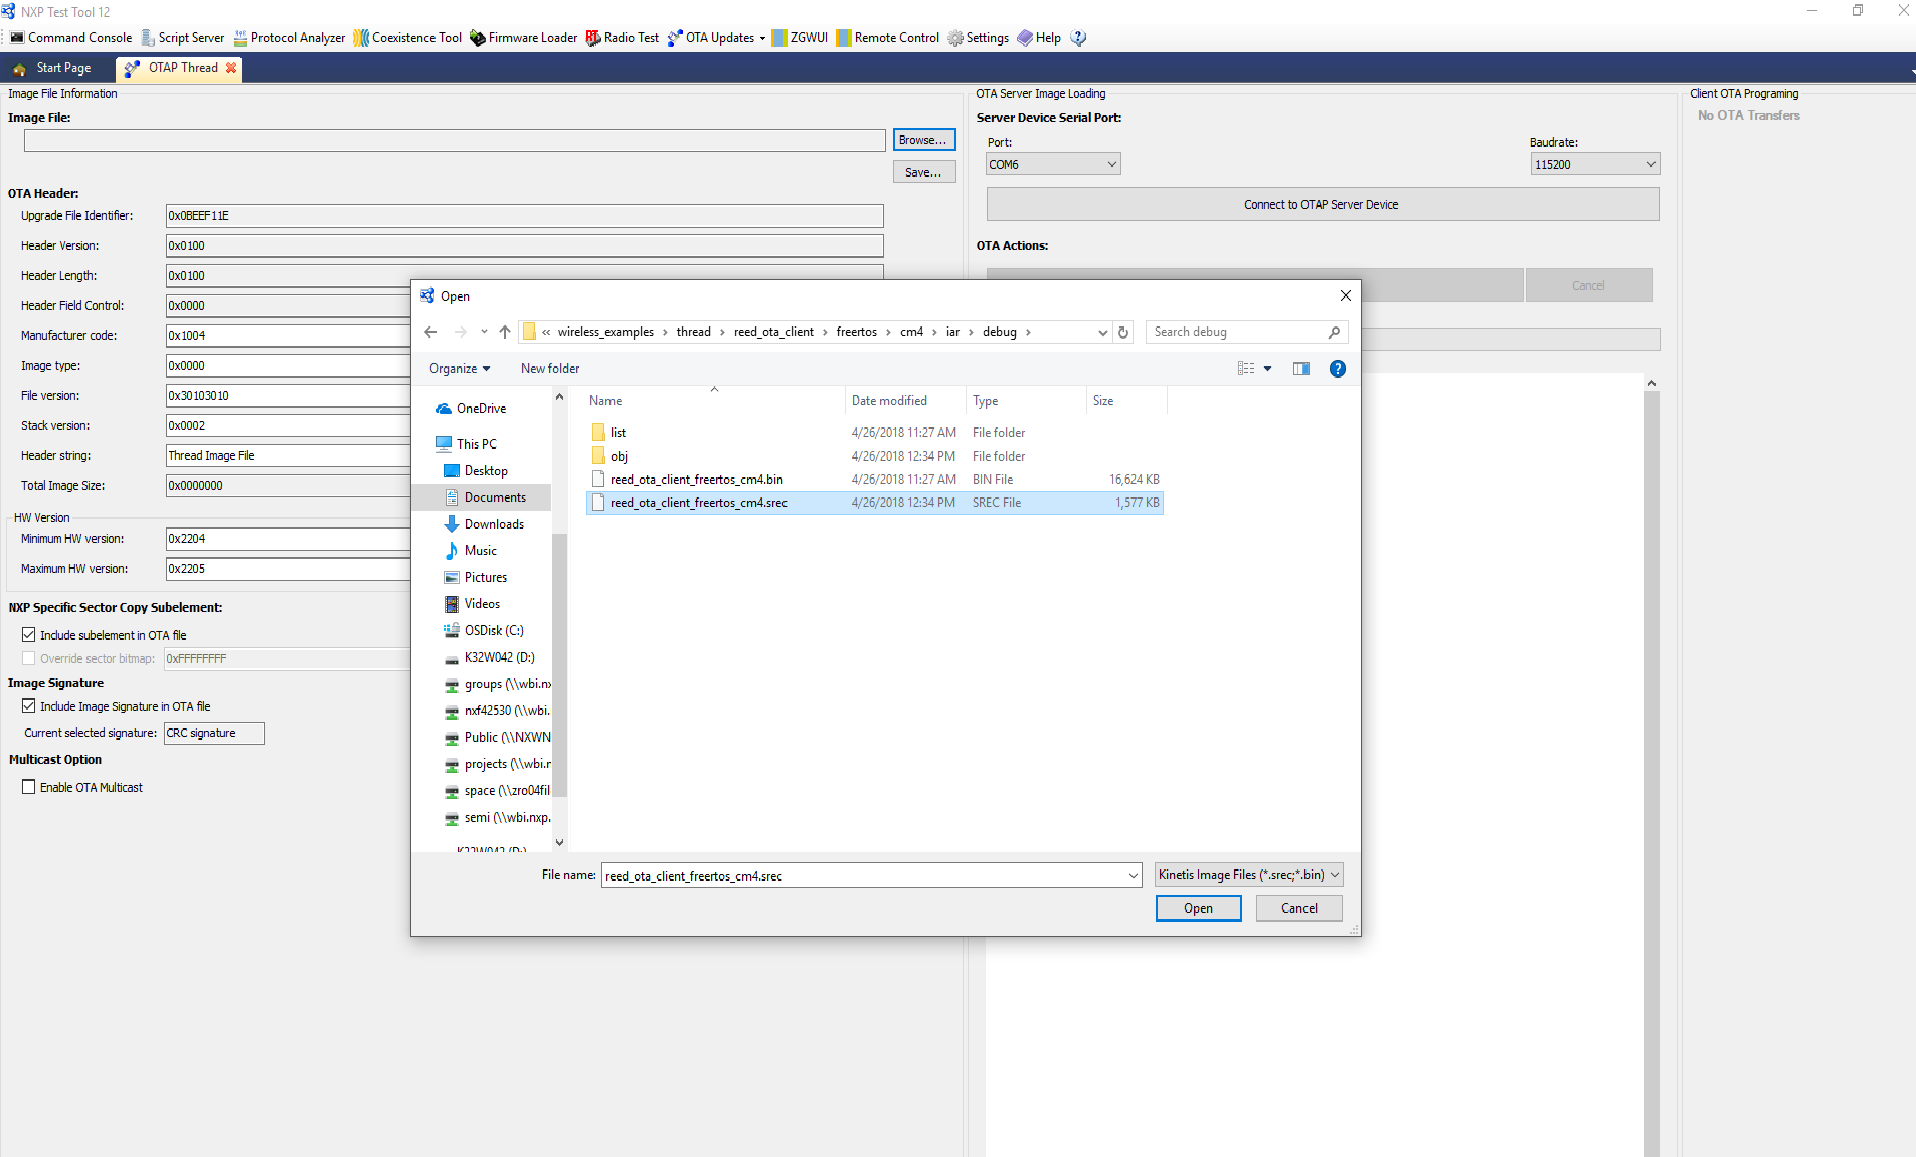 NXP Test Tool 12
Command Console Script Server Protocol Analyzer Coexistence Tool Firmware Loader Radio Test OTA Updates ZGWUI Remote Control Settings Help
Start Page OTAP Thread
Image File Information
Image File:
Browse...
Save...
OTA Header:
Upgrade File Identifier: 0x0BEEF11E
Header Version: 0x0100
Header Length: 0x0100
Header Field Control: 0x0000
Manufacturer code: 0x1004
Image type: 0x0000
File version: 0x30103010
Stack version: 0x0002
Header string: Thread Image File
Total Image Size: 0x0000000
HW Version
Minimum HW version: 0x2204
Maximum HW version: 0x2205
NXP Specific Sector Copy Subelement:
Include subelement in OTA file
Override sector bitmap: 0xFFFFFFFF
Image Signature
Include Image Signature in OTA file
Current selected signature: CRC signature
Multicast Option
Enable OTA Multicast
OTA Server Image Loading
Server Device Serial Port:
Port: Baudrate:
COM6 115200
Connect to OTAP Server Device
OTA Actions:
Cancel
Client OTA Programing
No OTA Transfers
Open
« wireless_examples › thread › reed_ota_client › freertos › cm4 › iar › debug ›
Search debug
Organize New folder
OneDrive
This PC
Desktop
Documents
Downloads
Music
Pictures
Videos
OSDisk (C:)
K32W042 (D:)
groups (\\wbi.nx
nxf42530 (\\wbi.
Public (\\NXWN
projects (\\wbi.r
space (\\zro04fil
semi (\\wbi.nxp.
K32W042 (D:)
Name Date modified Type Size
list 4/26/2018 11:27 AM File folder
obj 4/26/2018 12:34 PM File folder
reed_ota_client_freertos_cm4.bin 4/26/2018 11:27 AM BIN File 16,624 KB
reed_ota_client_freertos_cm4.srec 4/26/2018 12:34 PM SREC File 1,577 KB
File name: reed_ota_client_freertos_cm4.srec Kinetis Image Files (*.srec;*.bin)
Open Cancel